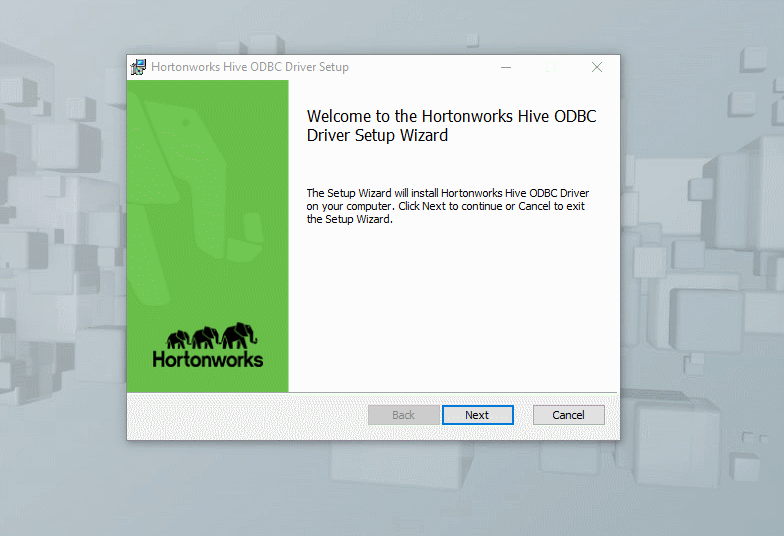 Hortonworks Hive ODBC Driver Setup
Welcome to the Hortonworks Hive ODBC
Driver Setup Wizard
The Setup Wizard will install Hortonworks Hive ODBC Driver
on your computer. Click Next to continue or Cancel to exit
the Setup Wizard.
Hortonworks
Back
Next
Cancel